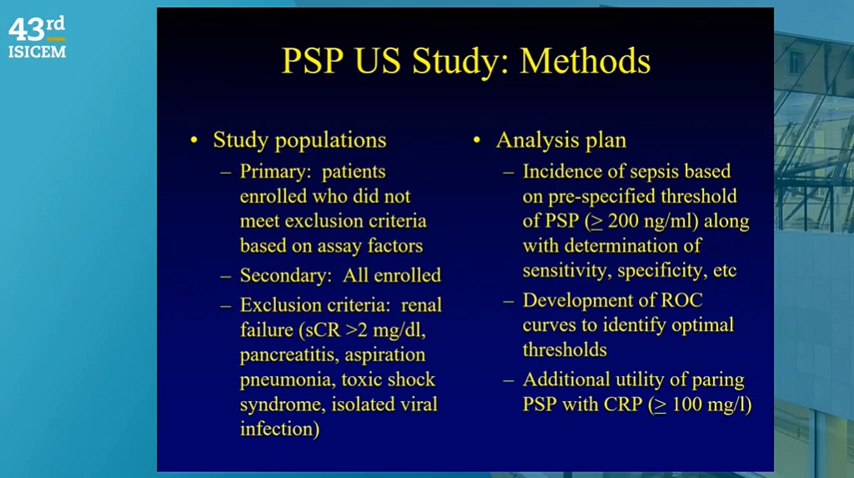 43rd
ISICEM
PSP US Study: Methods
• Study populations
– Primary: patients
enrolled who did not
meet exclusion criteria
based on assay factors
– Secondary: All enrolled
– Exclusion criteria: renal
failure (sCR >2 mg/dl,
pancreatitis, aspiration
pneumonia, toxic shock
syndrome, isolated viral
infection)
• Analysis plan
– Incidence of sepsis based
on pre-specified threshold
of PSP (≥ 200 ng/ml) along
with determination of
sensitivity, specificity, etc
– Development of ROC
curves to identify optimal
thresholds
– Additional utility of paring
PSP with CRP (≥ 100 mg/l)